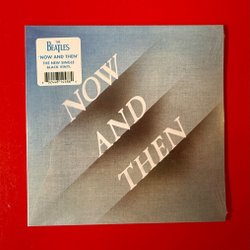 THE
BEATLES
'NOW AND THEN'
THE NEW SINGLE
BLACK VINYL
NOW
AND
THEN